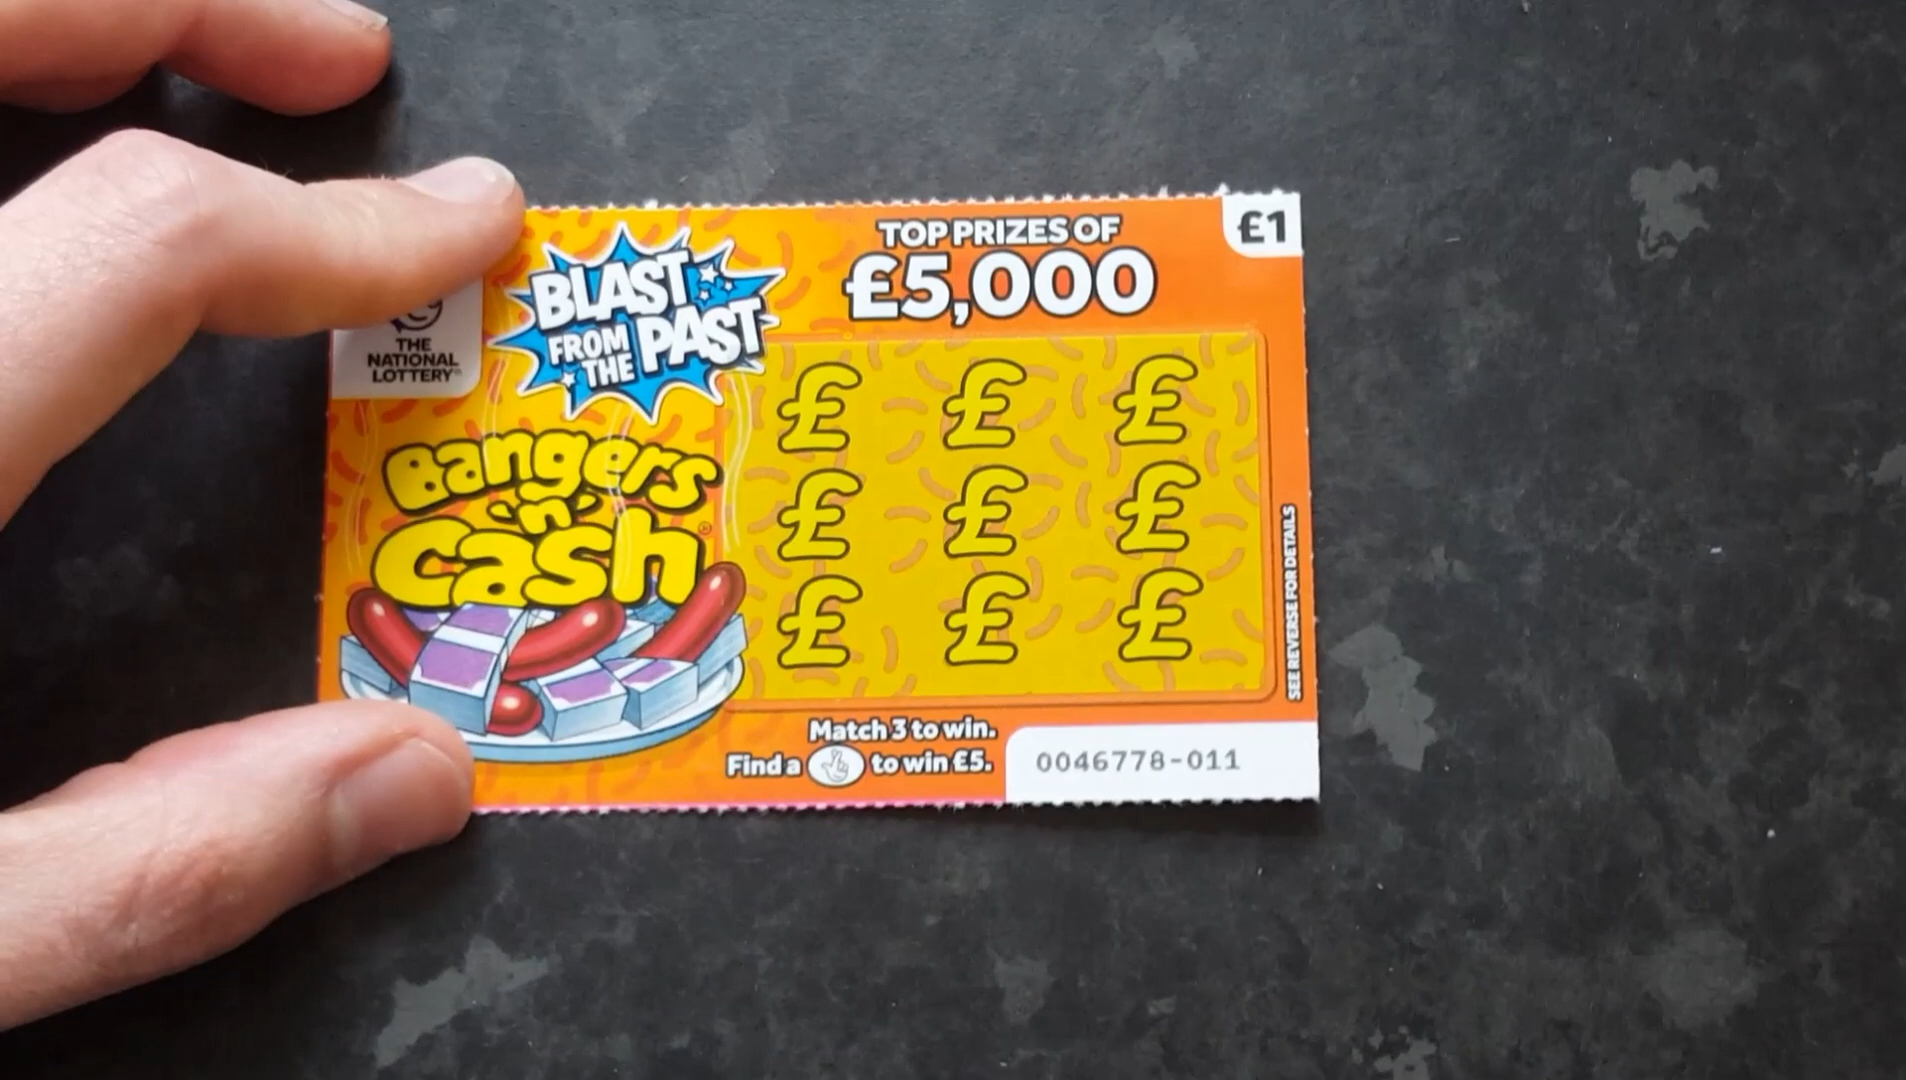 TOP PRIZES OF
£5,000
£1
BLAST
FROM THE PAST
THE
NATIONAL
LOTTERY®
Bangers
'n'
Cash®
£ £ £
£ £ £
£ £ £
SEE REVERSE FOR DETAILS
Match 3 to win.
Find a to win £5.
0046778-011